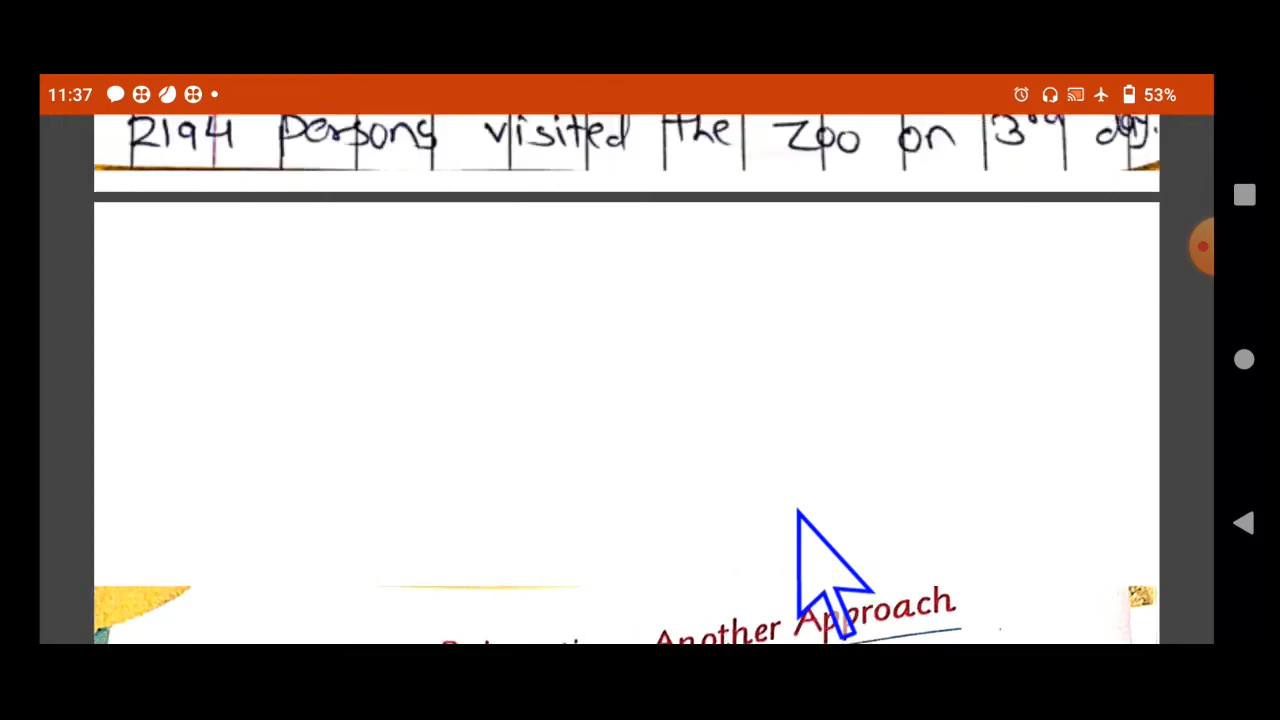 11:37
53%
2194 persons visited the zoo on 3rd day.
Another Approach